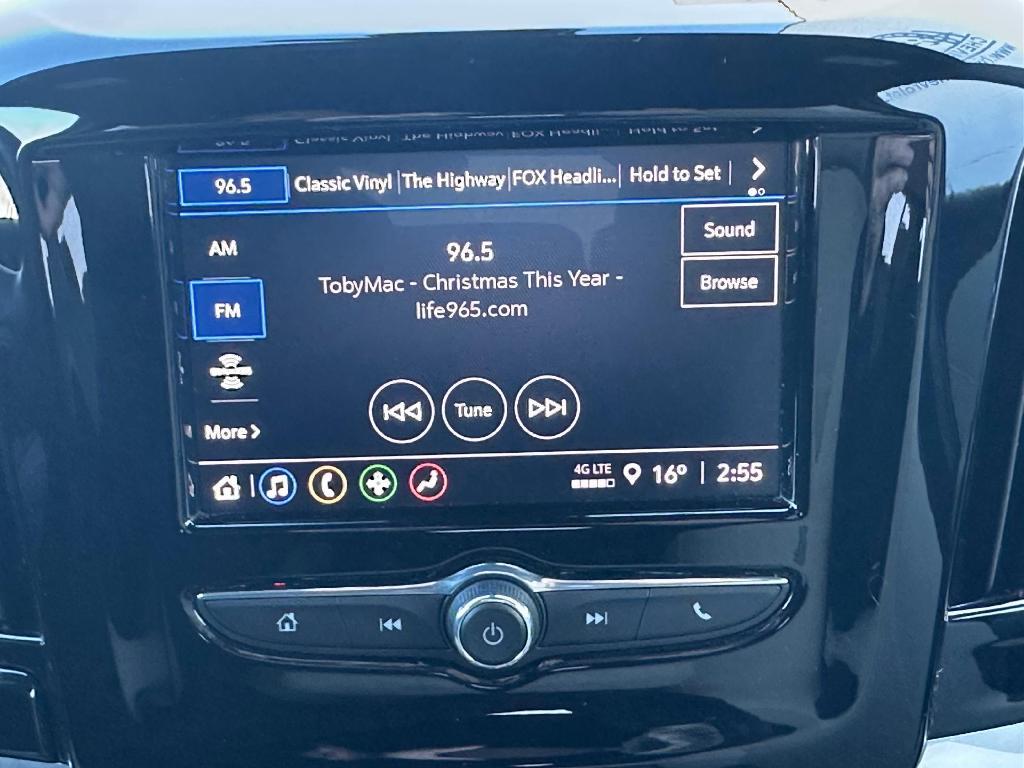 96.5 Classic Vinyl The Highway FOX Headli... Hold to Set
AM
FM
More
96.5
TobyMac - Christmas This Year -
life965.com
Sound
Browse
Tune
4G LTE 16° 2:55